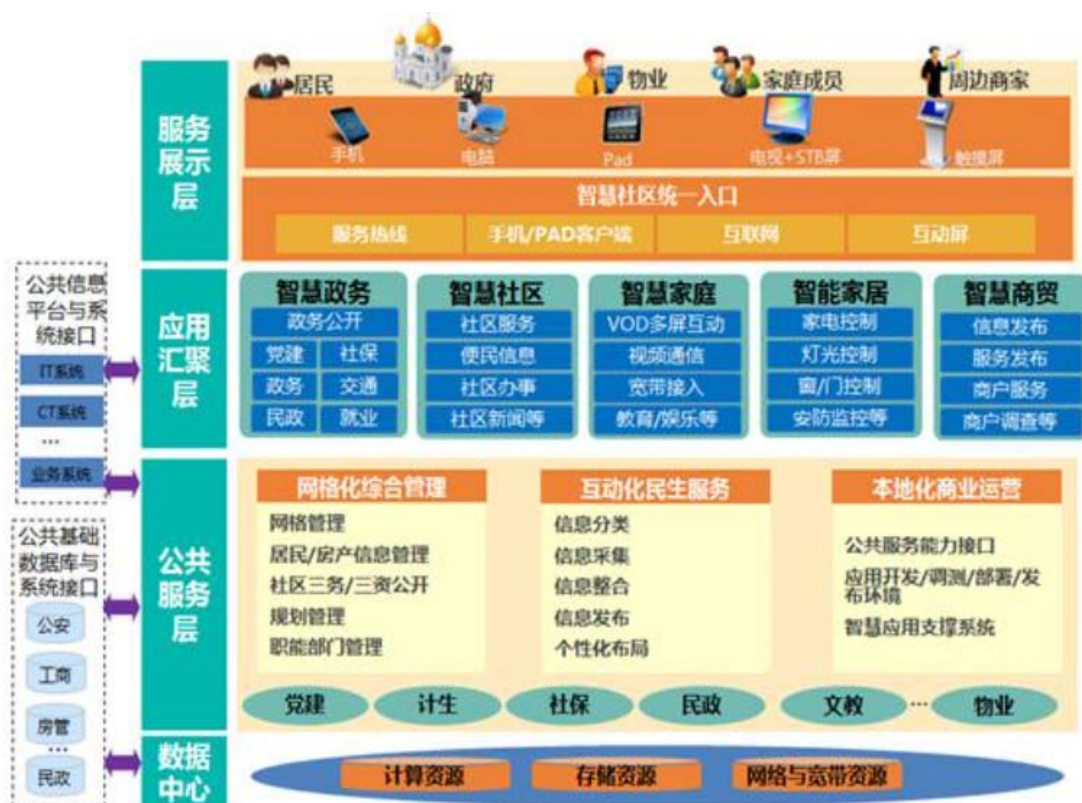 居民
政府
物业
家庭成员
周边商家
服务
展示
层
手机
电脑
Pad
电视+STB屏
触摸屏
智慧社区统一入口
服务热线
手机/PAD客户端
互联网
互动屏
公共信息
平台与系
统接口
IT系统
CT系统
...
业务系统
应用
汇聚
层
智慧政务
政务公开
党建 社保
政务 交通
民政 就业
智慧社区
社区服务
便民信息
社区办事
社区新闻等
智慧家庭
VOD多屏互动
视频通信
宽带接入
教育/娱乐等
智能家居
家电控制
灯光控制
窗/门控制
安防监控等
智慧商贸
信息发布
服务发布
商户服务
商户调查等
公共基础
数据库与
系统接口
公安
工商
房管
...
民政
公共
服务
层
网格化综合管理
网格管理
居民/房产信息管理
社区三务/三资公开
规划管理
职能部门管理
互动化民生服务
信息分类
信息采集
信息整合
信息发布
个性化布局
本地化商业运营
公共服务能力接口
应用开发/调测/部署/发
布环境
智慧应用支撑系统
党建
计生
社保
民政
文教
...
物业
数据
中心
计算资源
存储资源
网络与宽带资源